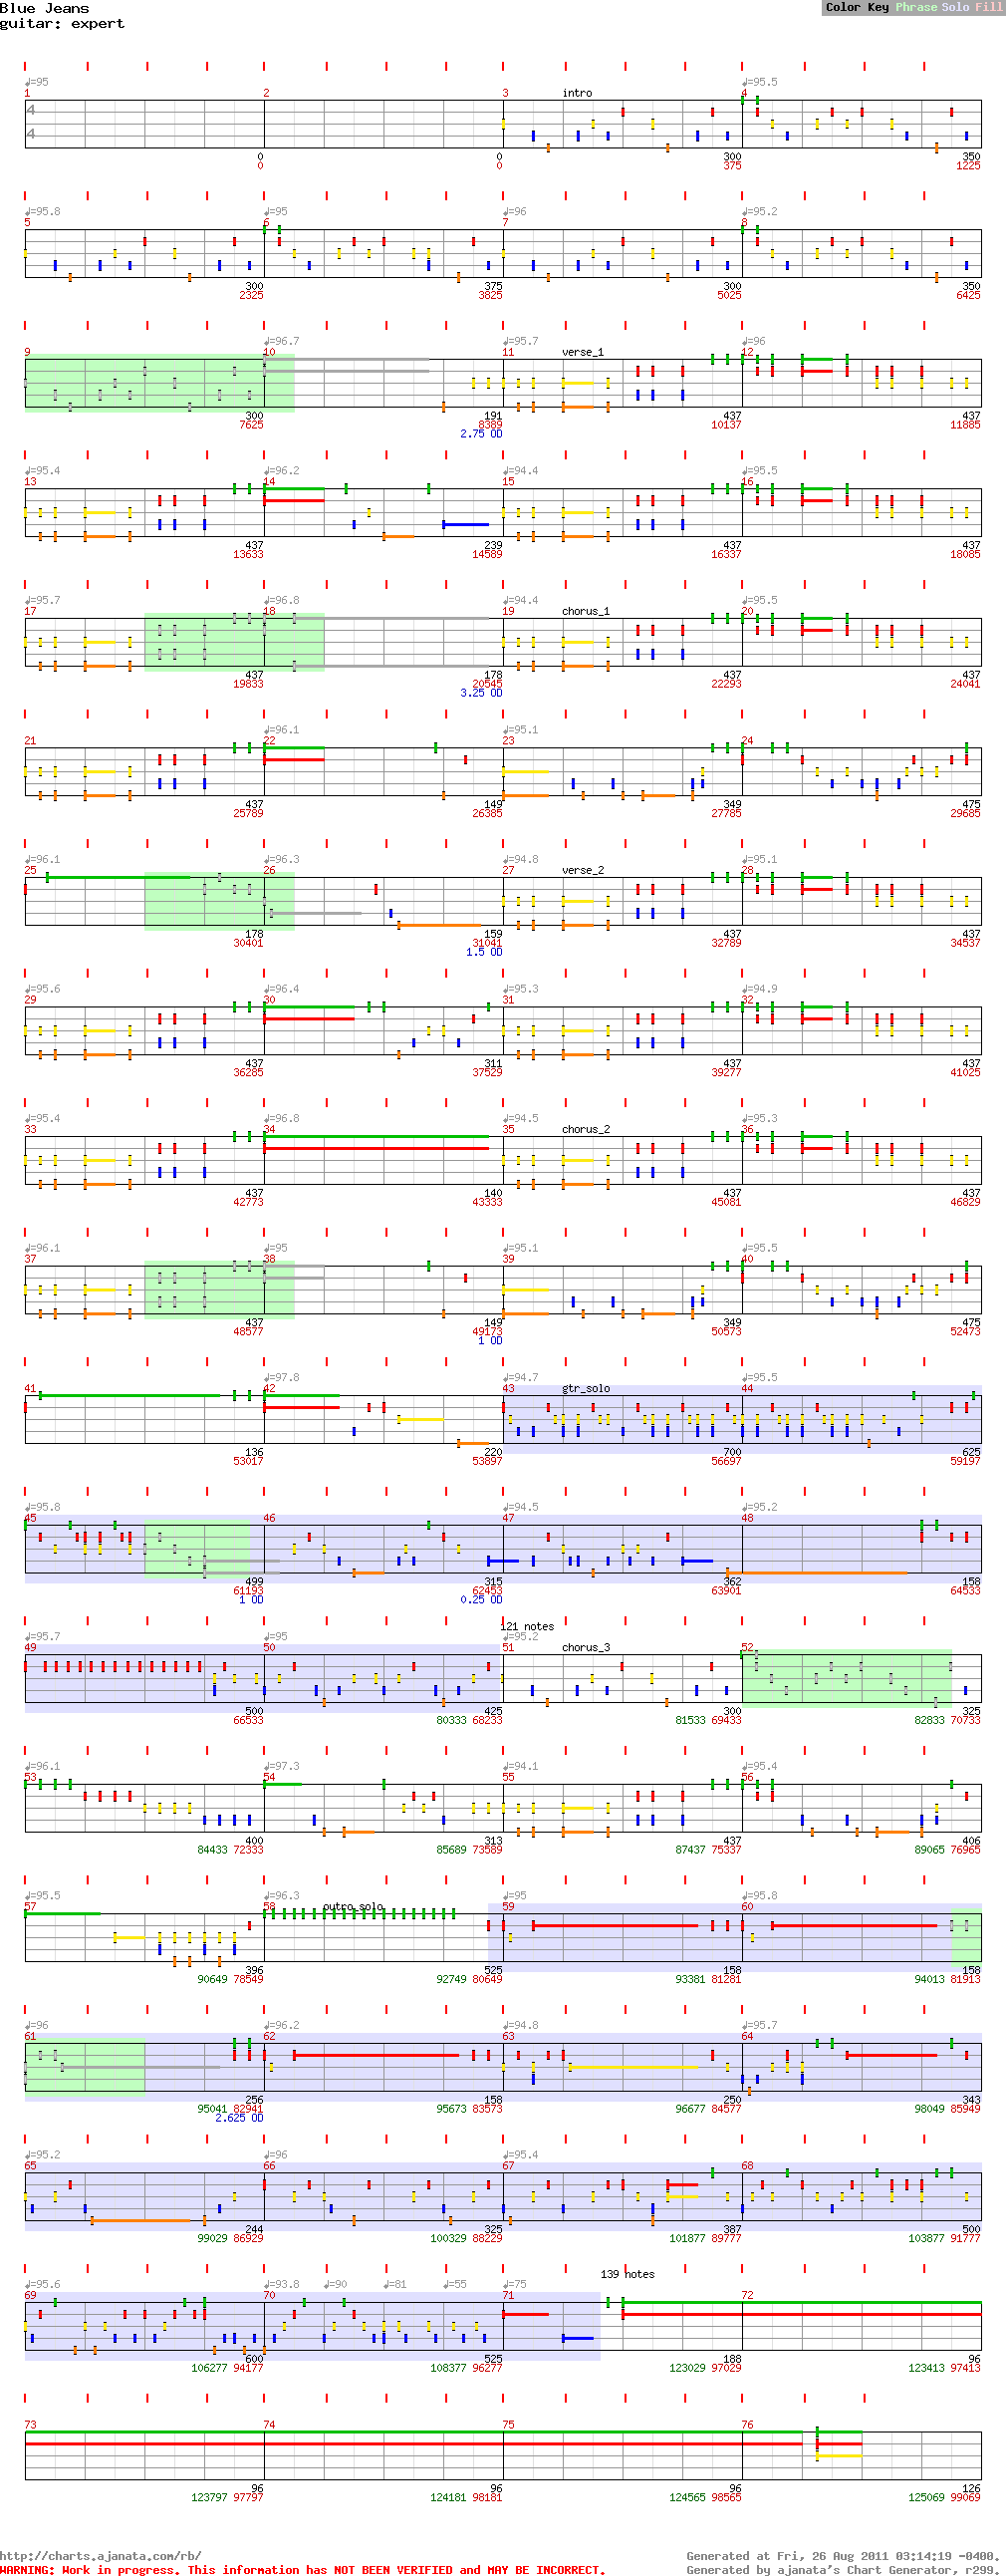 Blue Jeans
Color Key Phrase Solo Fill
guitar: expert
♩=95 ♩=95.5
1 2 3 intro 4
4
4
0 0 300 350
0 0 375 1225
♩=95.8 ♩=95 ♩=96 ♩=95.2
5 6 7 8
300 375 300 350
2325 3825 5025 6425
♩=96.7 ♩=95.7 ♩=96
9 10 11 verse_1 12
300 191 437 437
7625 8389 10137 11885
2.75 OD
♩=95.4 ♩=96.2 ♩=94.4 ♩=95.5
13 14 15 16
437 239 437 437
13633 14589 16337 18085
♩=95.7 ♩=96.8 ♩=94.4 ♩=95.5
17 18 19 chorus_1 20
437 178 437 437
19833 20545 22293 24041
3.25 OD
♩=96.1 ♩=95.1
21 22 23 24
437 149 349 475
25789 26385 27785 29685
♩=96.1 ♩=96.3 ♩=94.8 ♩=95.1
25 26 27 verse_2 28
178 159 437 437
30401 31041 32789 34537
1.5 OD
♩=95.6 ♩=96.4 ♩=95.3 ♩=94.9
29 30 31 32
437 311 437 437
36285 37529 39277 41025
♩=95.4 ♩=96.8 ♩=94.5 ♩=95.3
33 34 35 chorus_2 36
437 140 437 437
42773 43333 45081 46829
♩=96.1 ♩=95 ♩=95.1 ♩=95.5
37 38 39 40
437 149 349 475
48577 49173 50573 52473
1 OD
♩=97.8 ♩=94.7 ♩=95.5
41 42 43 gtr_solo 44
136 220 700 625
53017 53897 56697 59197
♩=95.8 ♩=94.5 ♩=95.2
45 46 47 48
499 315 362 158
61193 62453 63901 64533
1 OD 0.25 OD
121 notes
♩=95.7 ♩=95 ♩=95.2
49 50 51 chorus_3 52
500 425 300 325
66533 80333 68233 81533 69433 82833 70733
♩=96.1 ♩=97.3 ♩=94.1 ♩=95.4
53 54 55 56
400 313 437 406
84433 72333 85689 73589 87437 75337 89065 76965
♩=95.5 ♩=96.3 ♩=95 ♩=95.8
57 58 outro_solo 59 60
396 525 158 158
90649 78549 92749 80649 93381 81281 94013 81913
♩=96 ♩=96.2 ♩=94.8 ♩=95.7
61 62 63 64
256 158 250 343
95041 82941 95673 83573 96677 84577 98049 85949
2.625 OD
♩=95.2 ♩=96 ♩=95.4
65 66 67 68
244 325 387 500
99029 86929 100329 88229 101877 89777 103877 91777
139 notes
♩=95.6 ♩=93.8 ♩=90 ♩=81 ♩=55 ♩=75
69 70 71 72
600 525 188 96
106277 94177 108377 96277 123029 97029 123413 97413
73 74 75 76
96 96 96 126
123797 97797 124181 98181 124565 98565 125069 99069
http://charts.ajanata.com/rb/
Generated at Fri, 26 Aug 2011 03:14:19 -0400.
WARNING: Work in progress. This information has NOT BEEN VERIFIED and MAY BE INCORRECT.
Generated by ajanata's Chart Generator, r299.